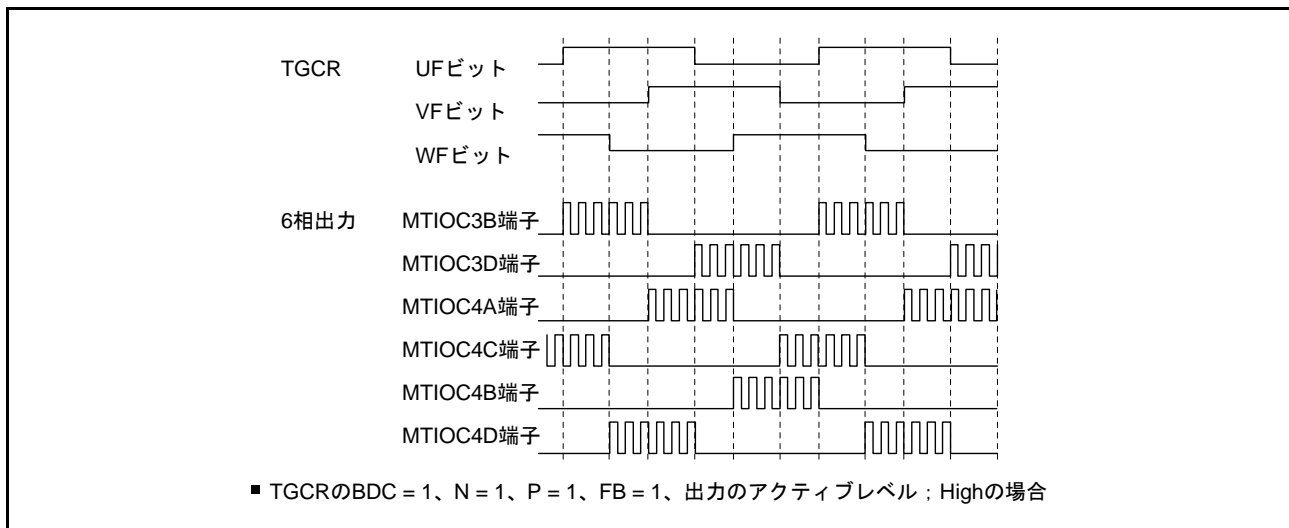 TGCR UFビット
VFビット
WFビット
6相出力 MTIOC3B端子
MTIOC3D端子
MTIOC4A端子
MTIOC4C端子
MTIOC4B端子
MTIOC4D端子
■ TGCRのBDC = 1、N = 1、P = 1、FB = 1、出力のアクティブレベル;Highの場合